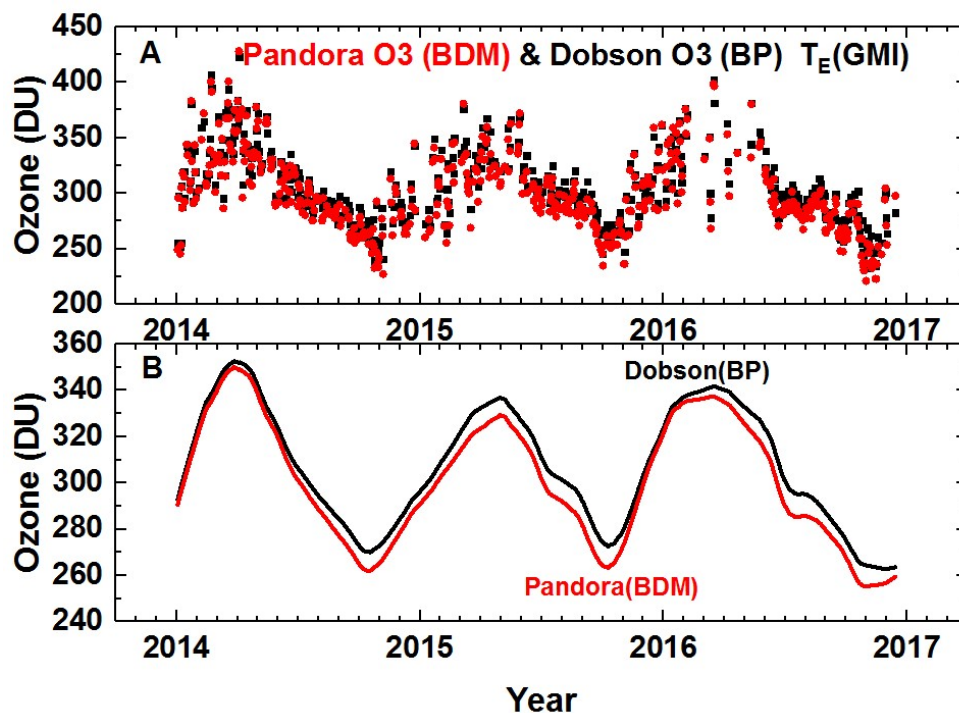 450
A
Pandora O3 (BDM) & Dobson O3 (BP) T_E(GMI)
400
350
300
250
200
Ozone (DU)
2014 2015 2016 2017
360
B
Dobson(BP)
340
320
300
280
260
240
Ozone (DU)
Pandora(BDM)
2014 2015 2016 2017
Year